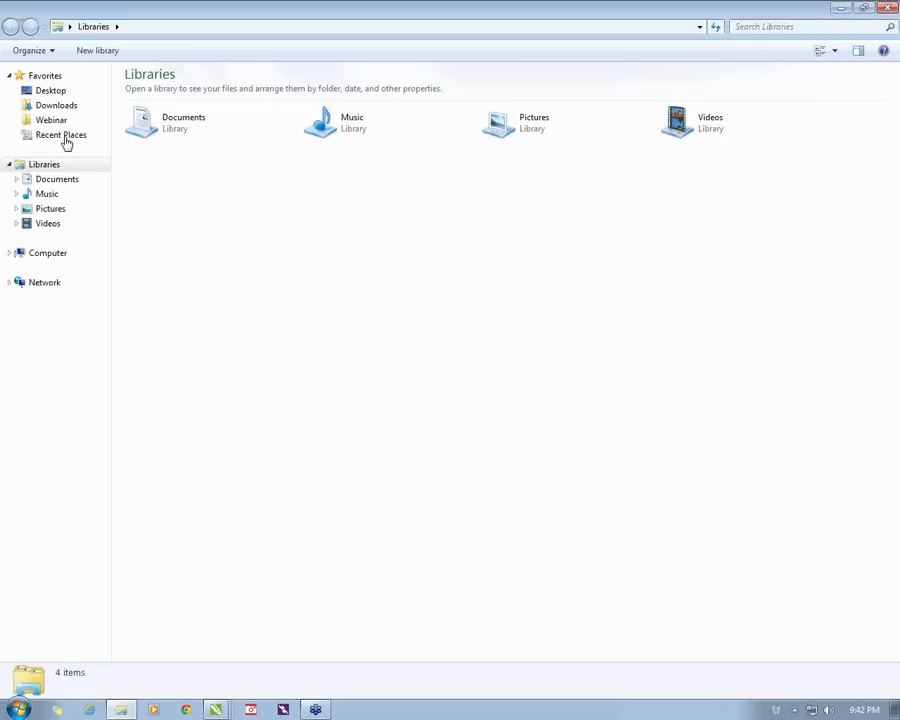 Libraries
Search Libraries
Organize
New library
Favorites
Desktop
Downloads
Webinar
Recent Places
Libraries
Documents
Music
Pictures
Videos
Computer
Network
Libraries
Open a library to see your files and arrange them by folder, date, and other properties.
Documents
Library
Music
Library
Pictures
Library
Videos
Library
4 items
9:42 PM